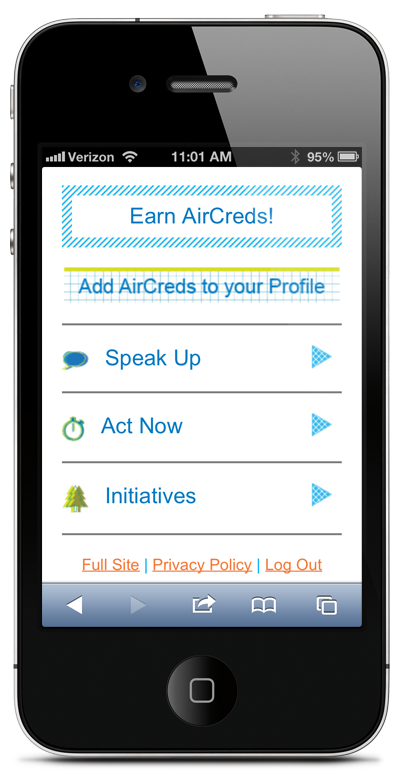 Verizon 11:01 AM 95%
Earn AirCreds!
Add AirCreds to your Profile
Speak Up
Act Now
Initiatives
Full Site | Privacy Policy | Log Out